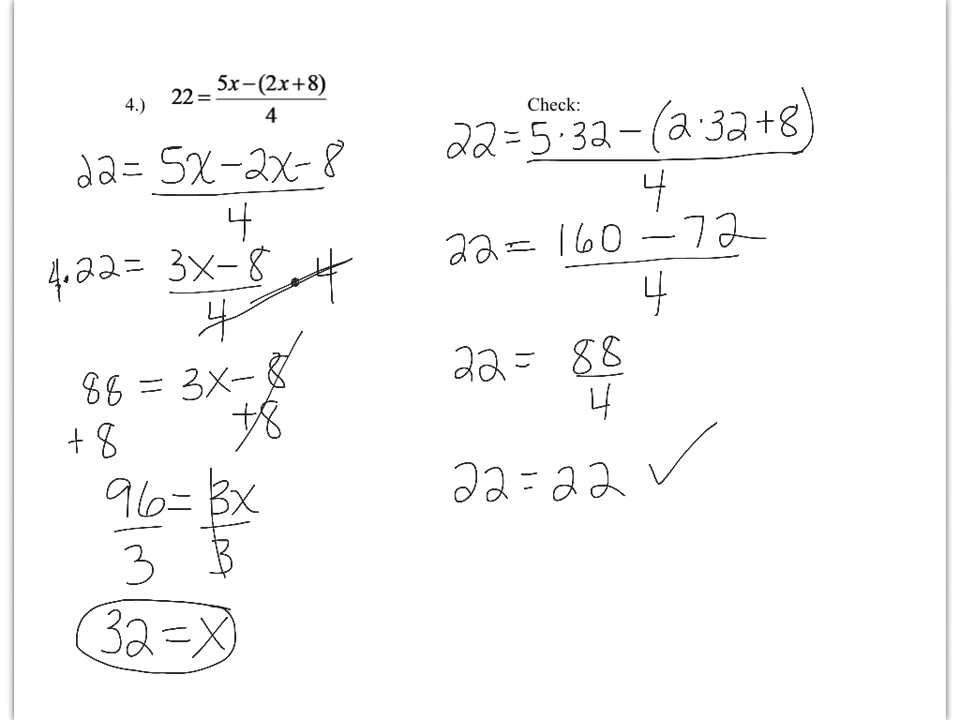 4.) 22 = 5x−(2x+8) / 4
22 = 5x − 2x − 8 / 4
4·22 = 3x − 8 / 4 · 4
88 = 3x − 8
+8 +8
96 = 3x
3 3
32 = x
Check:
22 = 5·32 − (2·32+8) / 4
22 = 160 − 72 / 4
22 = 88 / 4
22 = 22 ✓